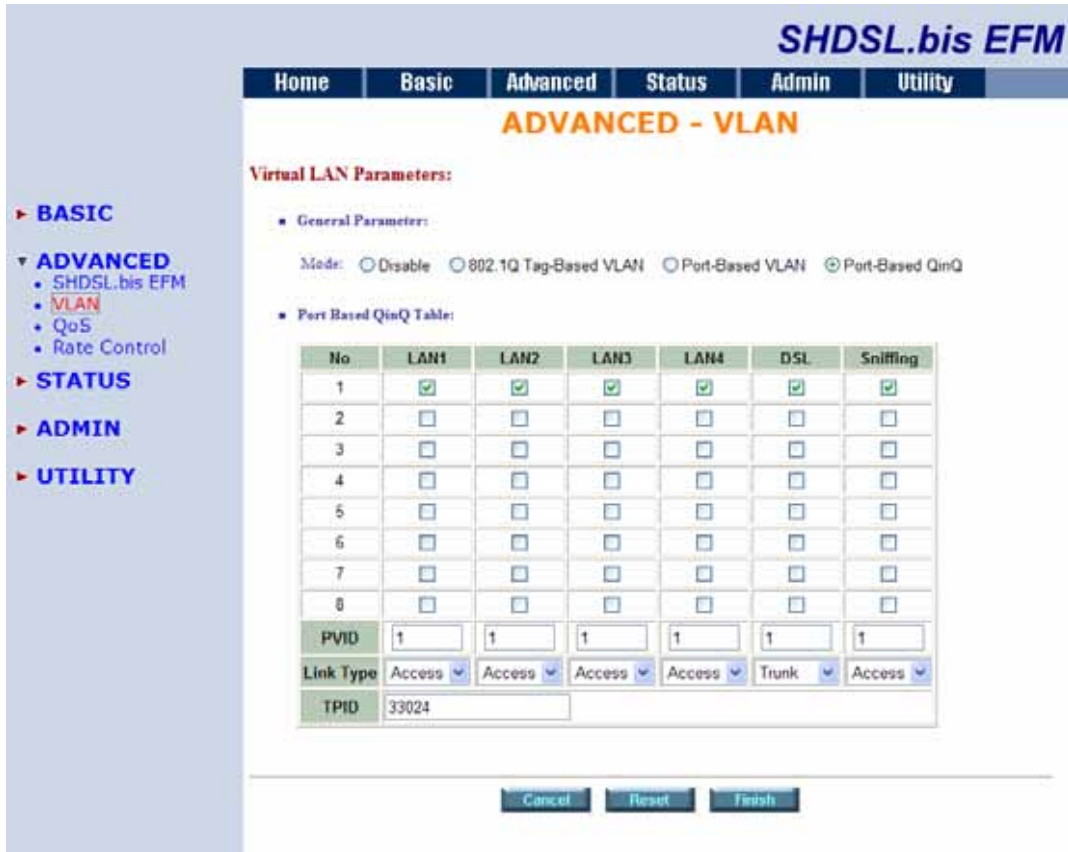 SHDSL.bis EFM
Home Basic Advanced Status Admin Utility
ADVANCED - VLAN
BASIC
ADVANCED
SHDSL.bis EFM
VLAN
QoS
Rate Control
STATUS
ADMIN
UTILITY
Virtual LAN Parameters:
General Parameter:
Mode: Disable 802.1Q Tag-Based VLAN Port-Based VLAN Port-Based QinQ
Port Based QinQ Table:
No LAN1 LAN2 LAN3 LAN4 DSL Sniffing
1
2
3
4
5
6
7
8
PVID 1 1 1 1 1 1
Link Type Access Access Access Access Trunk Access
TPID 33024
Cancel Reset Finish